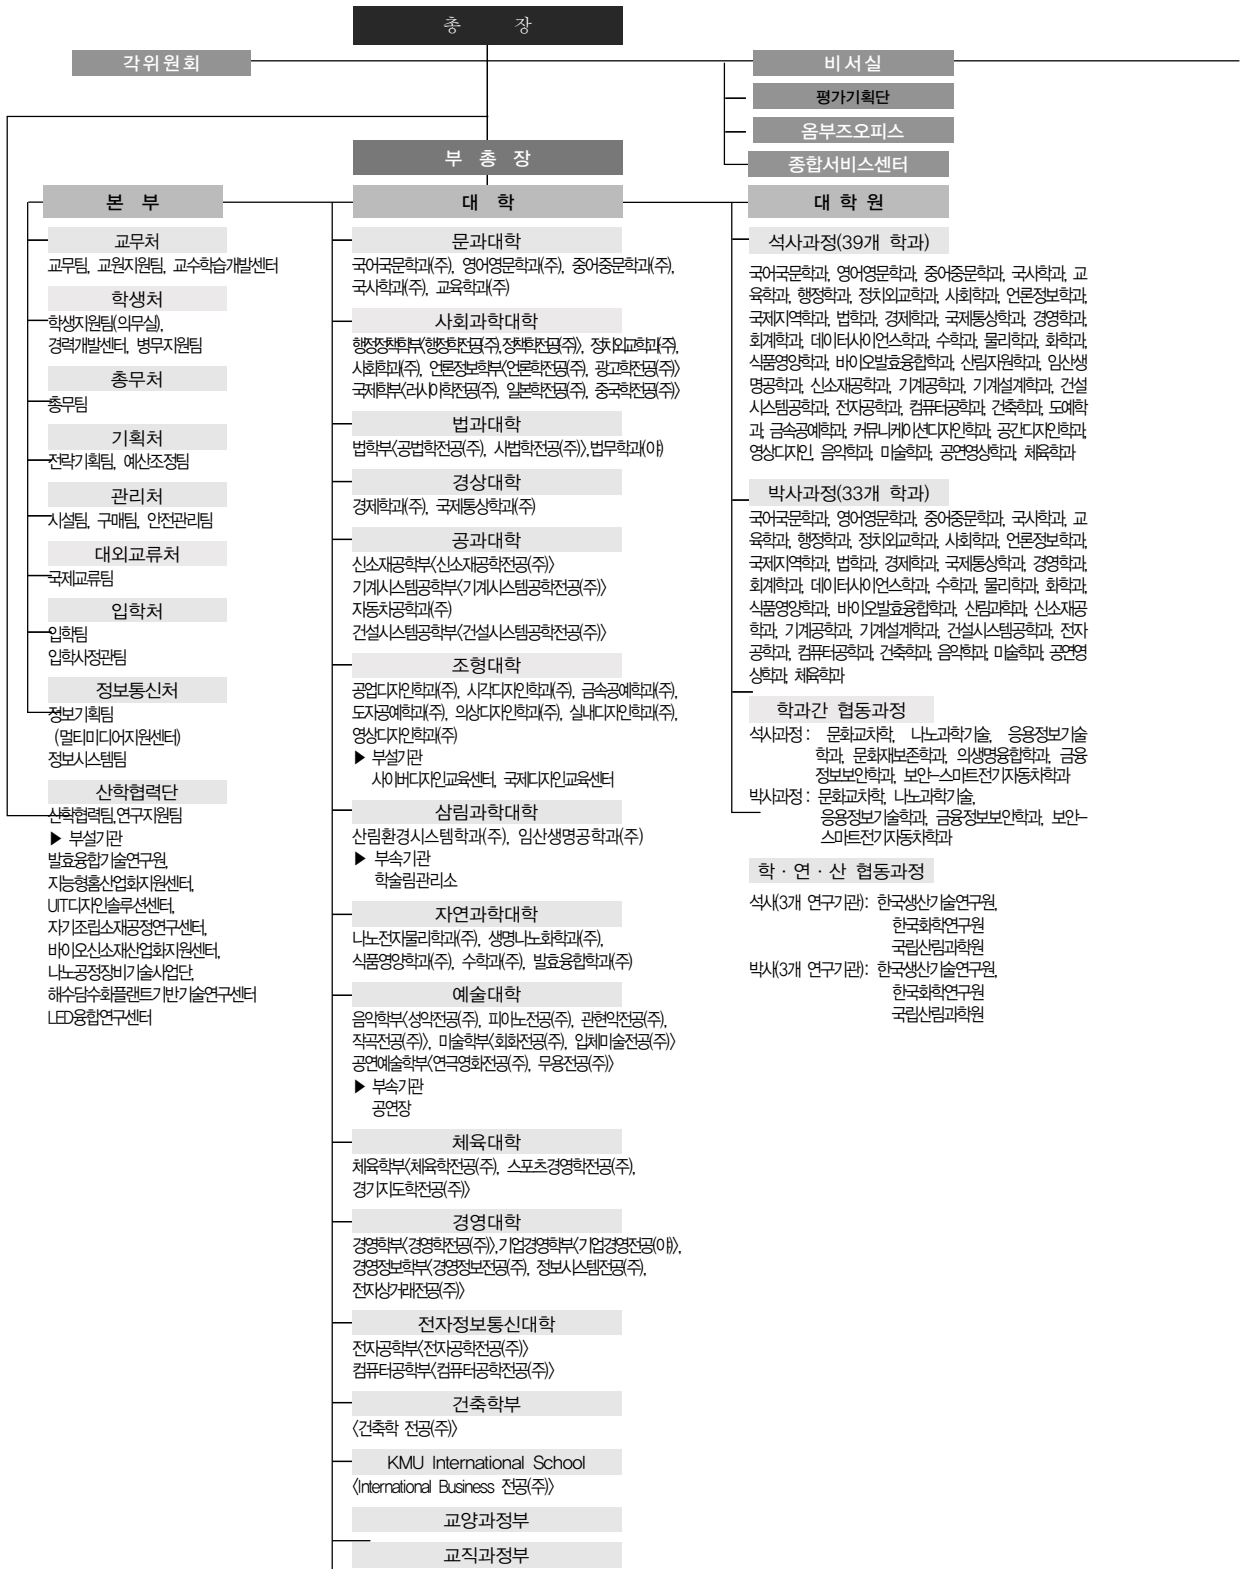 총 장
각위원회
비서실
평가기획단
옴부즈오피스
종합서비스센터
부 총 장
본 부
교무처
교무팀, 교원지원팀, 교수학습개발센터
학생처
학생지원팀(의무실),
경력개발센터, 병무지원팀
총무처
총무팀
기획처
전략기획팀, 예산조정팀
관리처
시설팀, 구매팀, 안전관리팀
대외교류처
국제교류팀
입학처
입학팀
입학사정관팀
정보통신처
정보기획팀
(멀티미디어지원센터)
정보시스템팀
산학협력단
산학협력팀,연구지원팀
▶ 부설기관
발효융합기술연구원,
지능형홈산업화지원센터,
UIT디자인솔루션센터,
자기조립소재공정연구센터,
바이오신소재산업화지원센터,
나노공정장비기술사업단,
해수담수화플랜트기반기술연구센터
LED융합연구센터
대 학
문과대학
국어국문학과(주), 영어영문학과(주), 중어중문학과(주),
국사학과(주), 교육학과(주)
사회과학대학
행정정책학부〈행정학전공(주),정책학전공(주)〉, 정치외교학과(주),
사회학과(주), 언론정보학부〈언론학전공(주), 광고학전공(주)〉
국제학부〈러시아학전공(주), 일본학전공(주), 중국학전공(주)〉
법과대학
법학부〈공법학전공(주), 사법학전공(주)〉,법무학과(야)
경상대학
경제학과(주), 국제통상학과(주)
공과대학
신소재공학부〈신소재공학전공(주)〉
기계시스템공학부〈기계시스템공학전공(주)〉
자동차공학과(주)
건설시스템공학부〈건설시스템공학전공(주)〉
조형대학
공업디자인학과(주), 시각디자인학과(주), 금속공예학과(주),
도자공예학과(주), 의상디자인학과(주), 실내디자인학과(주),
영상디자인학과(주)
▶ 부설기관
사이버디자인교육센터, 국제디자인교육센터
삼림과학대학
산림환경시스템학과(주), 임산생명공학과(주)
▶ 부속기관
학술림관리소
자연과학대학
나노전자물리학과(주), 생명나노화학과(주),
식품영양학과(주), 수학과(주), 발효융합학과(주)
예술대학
음악학부〈성악전공(주), 피아노전공(주), 관현악전공(주),
작곡전공(주)〉, 미술학부〈회화전공(주), 입체미술전공(주)〉
공연예술학부〈연극영화전공(주), 무용전공(주)〉
▶ 부속기관
공연장
체육대학
체육학부〈체육학전공(주), 스포츠경영학전공(주),
경기지도학전공(주)〉
경영대학
경영학부〈경영학전공(주)〉,기업경영학부〈기업경영전공(야)〉,
경영정보학부〈경영정보전공(주), 정보시스템전공(주),
전자상거래전공(주)〉
전자정보통신대학
전자공학부〈전자공학전공(주)〉
컴퓨터공학부〈컴퓨터공학전공(주)〉
건축학부
〈건축학 전공(주)〉
KMU International School
〈International Business 전공(주)〉
교양과정부
교직과정부
대 학 원
석사과정(39개 학과)
국어국문학과, 영어영문학과, 중어중문학과, 국사학과, 교
육학과, 행정학과, 정치외교학과, 사회학과, 언론정보학과,
국제지역학과, 법학과, 경제학과, 국제통상학과, 경영학과,
회계학과, 데이터사이언스학과, 수학과, 물리학과, 화학과,
식품영양학과, 바이오발효융합학과, 산림자원학과, 임산생
명공학과, 신소재공학과, 기계공학과, 기계설계학과, 건설
시스템공학과, 전자공학과, 컴퓨터공학과, 건축학과, 도예학
과, 금속공예학과, 커뮤니케이션디자인학과, 공간디자인학과,
영상디자인, 음악학과, 미술학과, 공연영상학과, 체육학과
박사과정(33개 학과)
국어국문학과, 영어영문학과, 중어중문학과, 국사학과, 교
육학과, 행정학과, 정치외교학과, 사회학과, 언론정보학과,
국제지역학과, 법학과, 경제학과, 국제통상학과, 경영학과,
회계학과, 데이터사이언스학과, 수학과, 물리학과, 화학과,
식품영양학과, 바이오발효융합학과, 산림과학과, 신소재공
학과, 기계공학과, 기계설계학과, 건설시스템공학과, 전자
공학과, 컴퓨터공학과, 건축학과, 음악학과, 미술학과, 공연영
상학과, 체육학과
학과간 협동과정
석사과정 : 문화교차학, 나노과학기술, 응용정보기술
학과, 문화재보존학과, 의생명융합학과, 금융
정보보안학과, 보안-스마트전기자동차학과
박사과정 : 문화교차학, 나노과학기술,
응용정보기술학과, 금융정보보안학과, 보안-
스마트전기자동차학과
학 · 연 · 산 협동과정
석사(3개 연구기관): 한국생산기술연구원,
한국화학연구원
국립산림과학원
박사(3개 연구기관): 한국생산기술연구원,
한국화학연구원
국립산림과학원